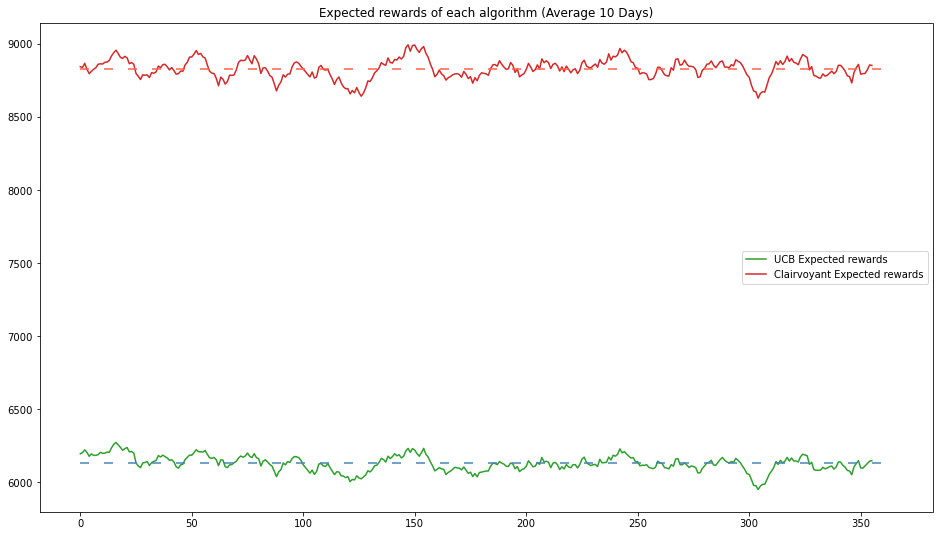 Expected rewards of each algorithm (Average 10 Days)
9000
8500
8000
7500
7000
6500
6000
UCB Expected rewards
Clairvoyant Expected rewards
0 50 100 150 200 250 300 350